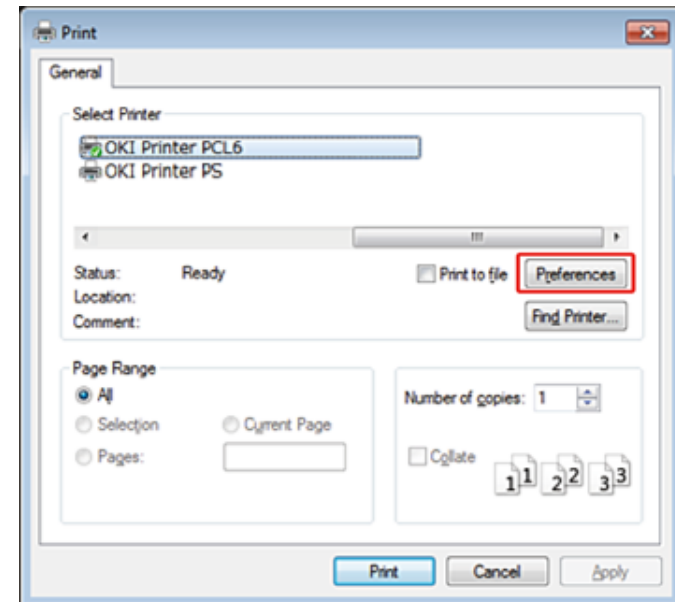 Print
General
Select Printer
OKI Printer PCL6
OKI Printer PS
Status: Ready Print to file Preferences
Location:
Comment: Find Printer...
Page Range
All Number of copies: 1
Selection Current Page
Pages: Collate
1 1 2 2 3 3
Print Cancel Apply